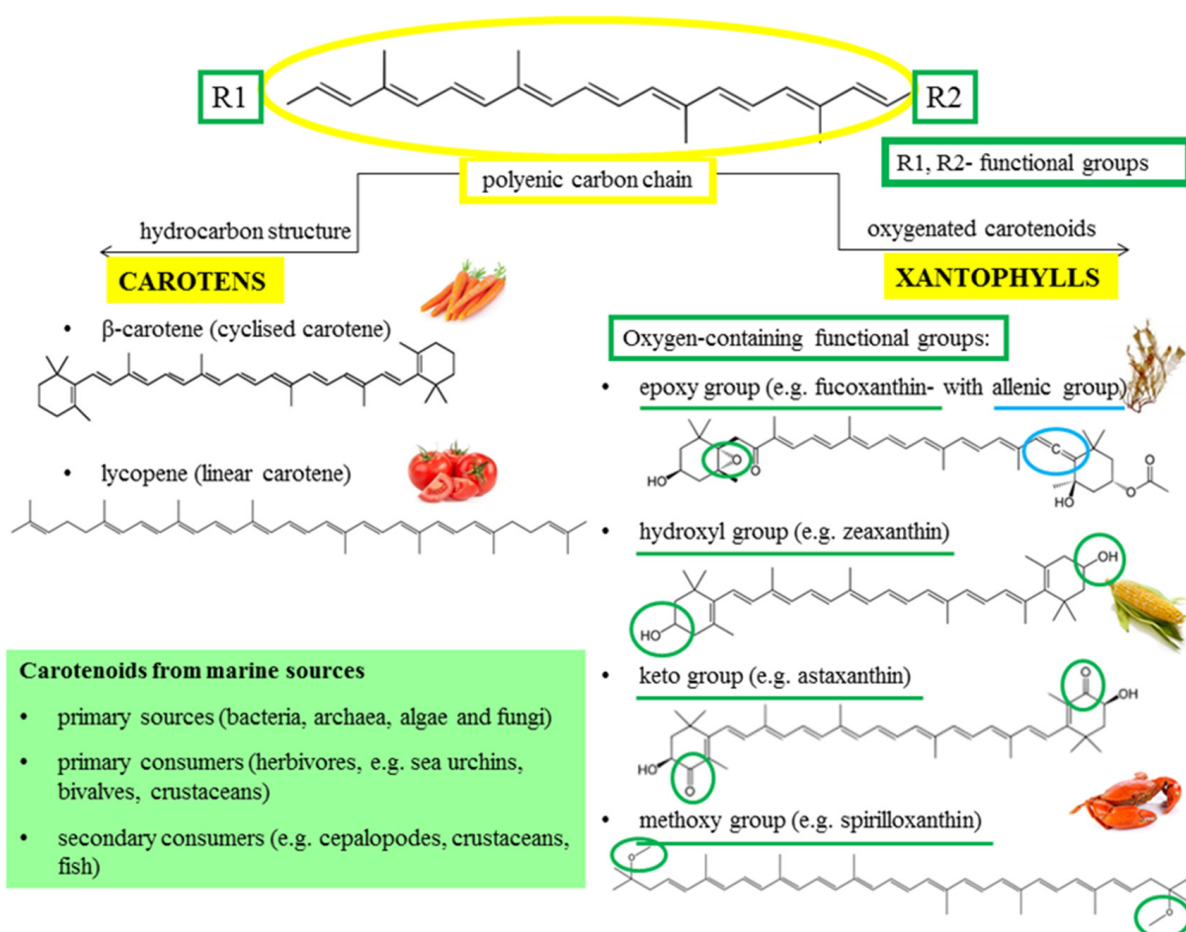 R1
R2
polyenic carbon chain
R1, R2- functional groups
hydrocarbon structure
oxygenated carotenoids
CAROTENS
XANTOPHYLLS
• β-carotene (cyclised carotene)
• lycopene (linear carotene)
Carotenoids from marine sources
• primary sources (bacteria, archaea, algae and fungi)
• primary consumers (herbivores, e.g. sea urchins,
bivalves, crustaceans)
• secondary consumers (e.g. cepalopodes, crustaceans,
fish)
Oxygen-containing functional groups:
• epoxy group (e.g. fucoxanthin- with allenic group)
O
O
HO
C
HO
O
O
• hydroxyl group (e.g. zeaxanthin)
OH
HO
• keto group (e.g. astaxanthin)
O
OH
HO
O
• methoxy group (e.g. spirilloxanthin)
O
O